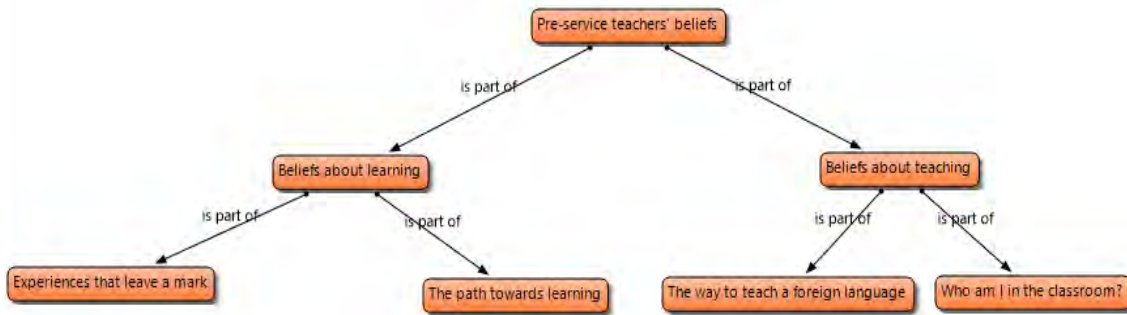 Pre-service teachers' beliefs
is part of
is part of
Beliefs about learning
Beliefs about teaching
is part of
is part of
is part of
is part of
Experiences that leave a mark
The path towards learning
The way to teach a foreign language
Who am I in the classroom?